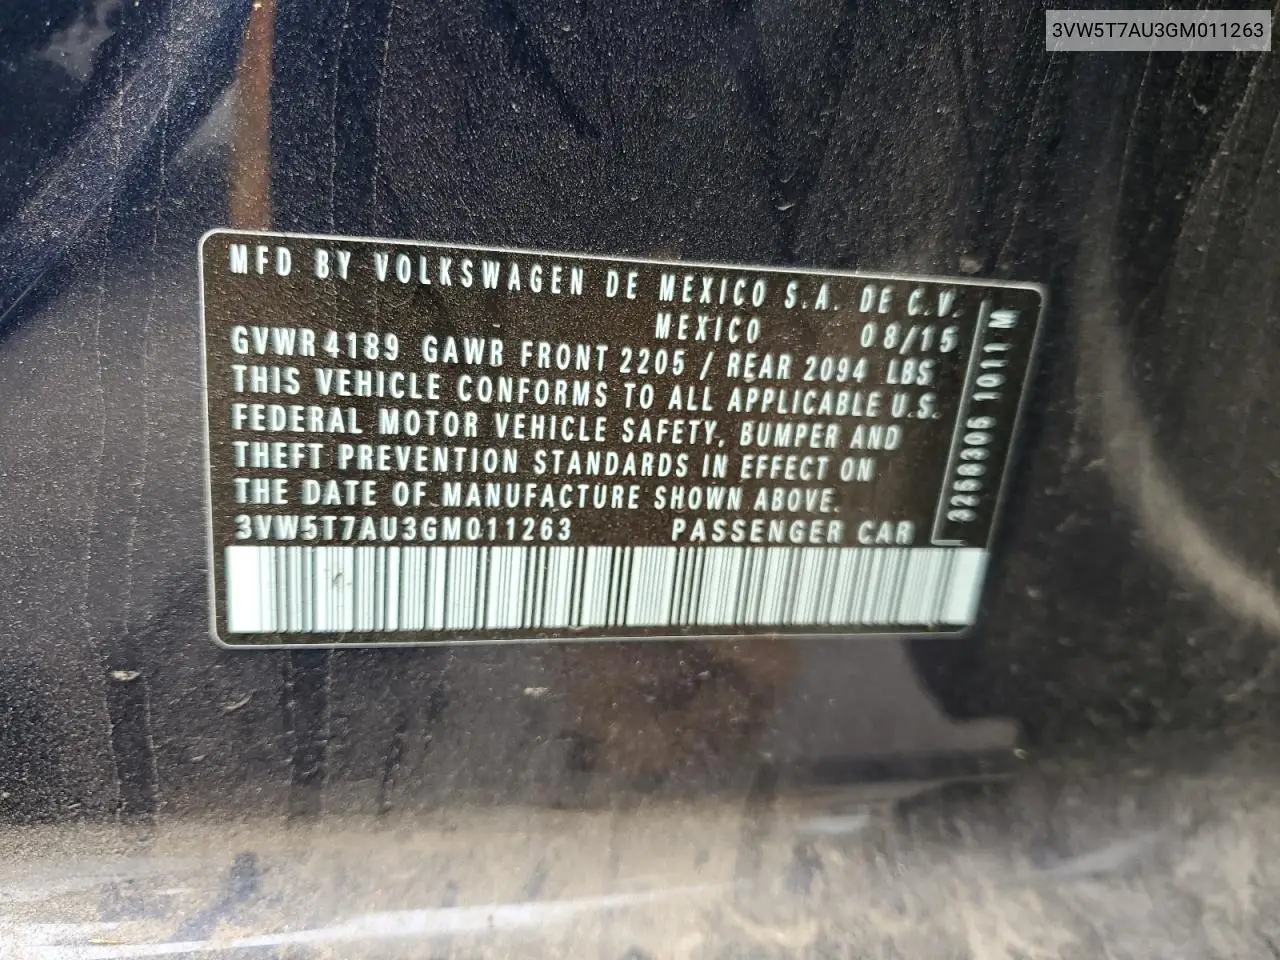 3VW5T7AU3GM011263
MFD BY VOLKSWAGEN DE MEXICO S.A. DE C.V.
MEXICO 08/15
GVWR 4189 GAWR FRONT 2205 / REAR 2094 LBS
THIS VEHICLE CONFORMS TO ALL APPLICABLE U.S.
FEDERAL MOTOR VEHICLE SAFETY, BUMPER AND
THEFT PREVENTION STANDARDS IN EFFECT ON
THE DATE OF MANUFACTURE SHOWN ABOVE.
3VW5T7AU3GM011263 PASSENGER CAR
1011 M